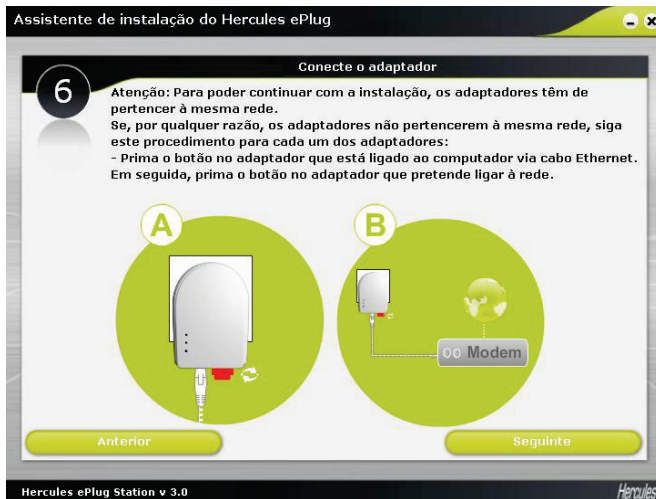 Assistente de instalação do Hercules ePlug
Conecte o adaptador
6
Atenção: Para poder continuar com a instalação, os adaptadores têm de
pertencer à mesma rede.
Se, por qualquer razão, os adaptadores não pertencerem à mesma rede, siga
este procedimento para cada um dos adaptadores:
- Prima o botão no adaptador que está ligado ao computador via cabo Ethernet.
Em seguida, prima o botão no adaptador que pretende ligar à rede.
A
B
OO Modem
Anterior
Seguinte
Hercules ePlug Station v 3.0
Hercules